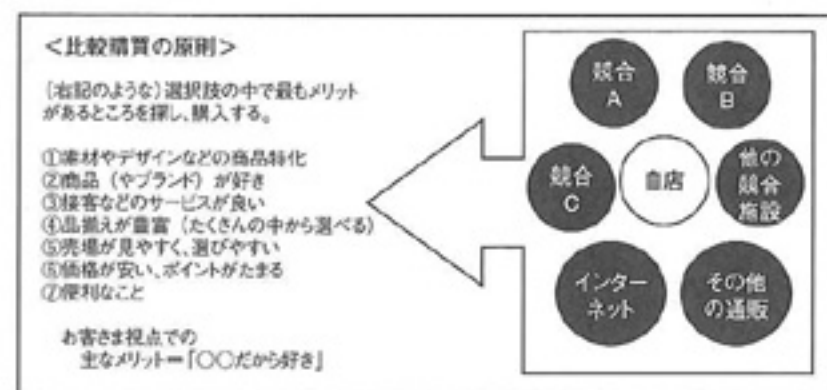 ＜比較購買の原則＞
（右記のような）選択肢の中で最もメリット
があるところを探し、購入する。
①素材やデザインなどの商品特化
②商品（やブランド）が好き
③接客などのサービスが良い
④品揃えが豊富（たくさんの中から選べる）
⑤売場が見やすく、選びやすい
⑥価格が安い、ポイントがたまる
⑦便利なこと
お客さま視点での
主なメリット＝「○○だから好き」
競合
A
競合
B
競合
C
自店
他の
競合
施設
インター
ネット
その他
の通販